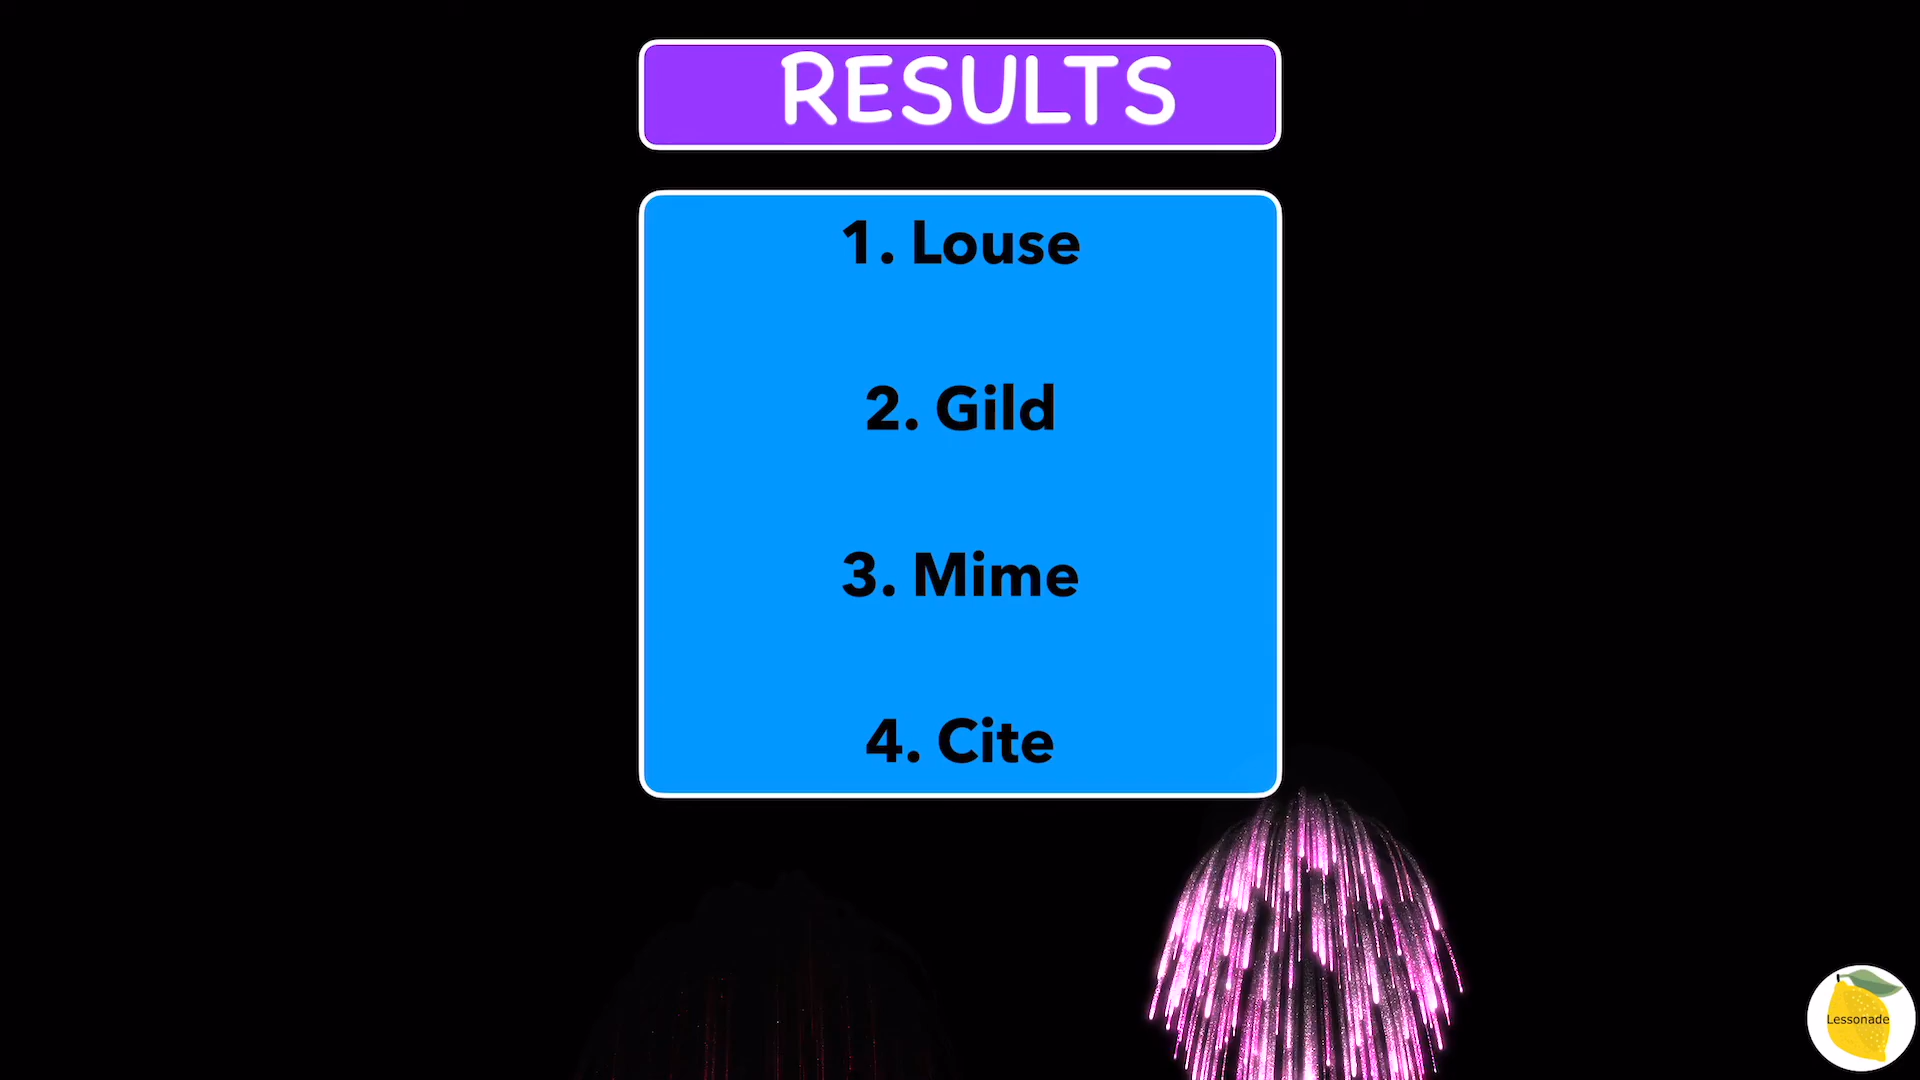 RESULTS
1. Louse
2. Gild
3. Mime
4. Cite
Lessonade